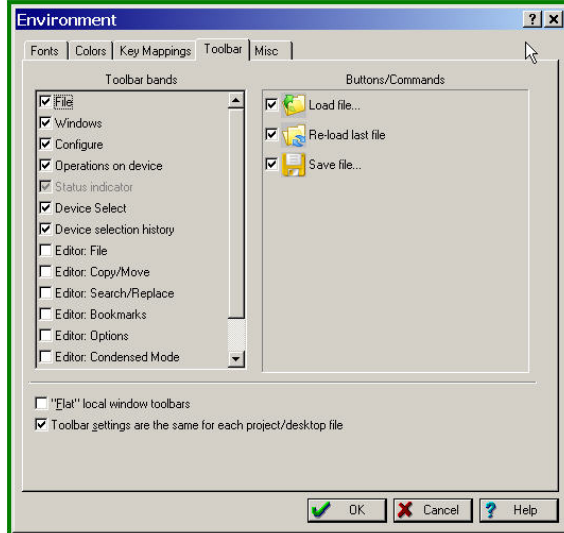 Environment
Fonts Colors Key Mappings Toolbar Misc
Toolbar bands
File
Windows
Configure
Operations on device
Status indicator
Device Select
Device selection history
Editor: File
Editor: Copy/Move
Editor: Search/Replace
Editor: Bookmarks
Editor: Options
Editor: Condensed Mode
Buttons/Commands
Load file...
Re-load last file
Save file...
"Flat" local window toolbars
Toolbar settings are the same for each project/desktop file
OK Cancel Help